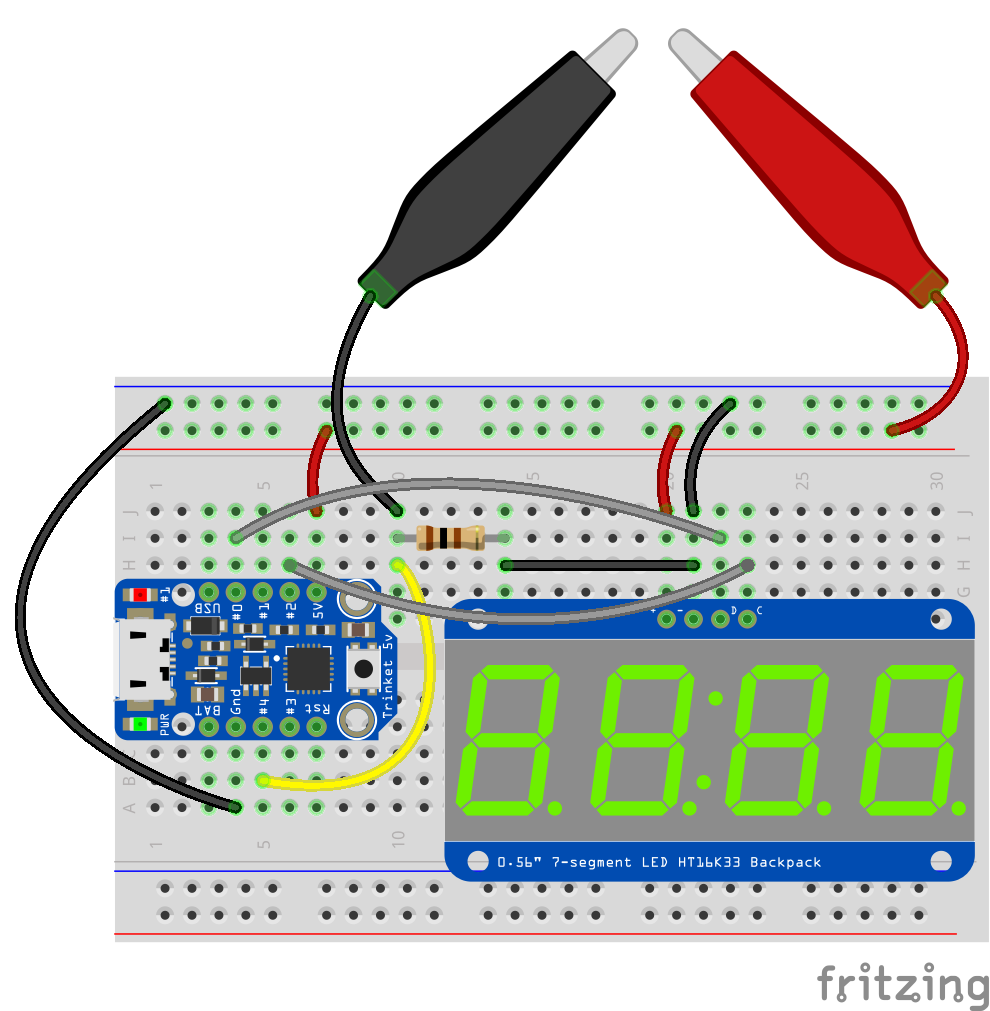 1 5 10 15 20 25 30
J J
I I
H H
G G
#1 USB #0 #1 #2 5V
+ - D C
Trinket 5v
PWR BAT Gnd #4 #3 Rst
B
A
1 5 10
0.56" 7-segment LED HT16K33 Backpack
fritzing